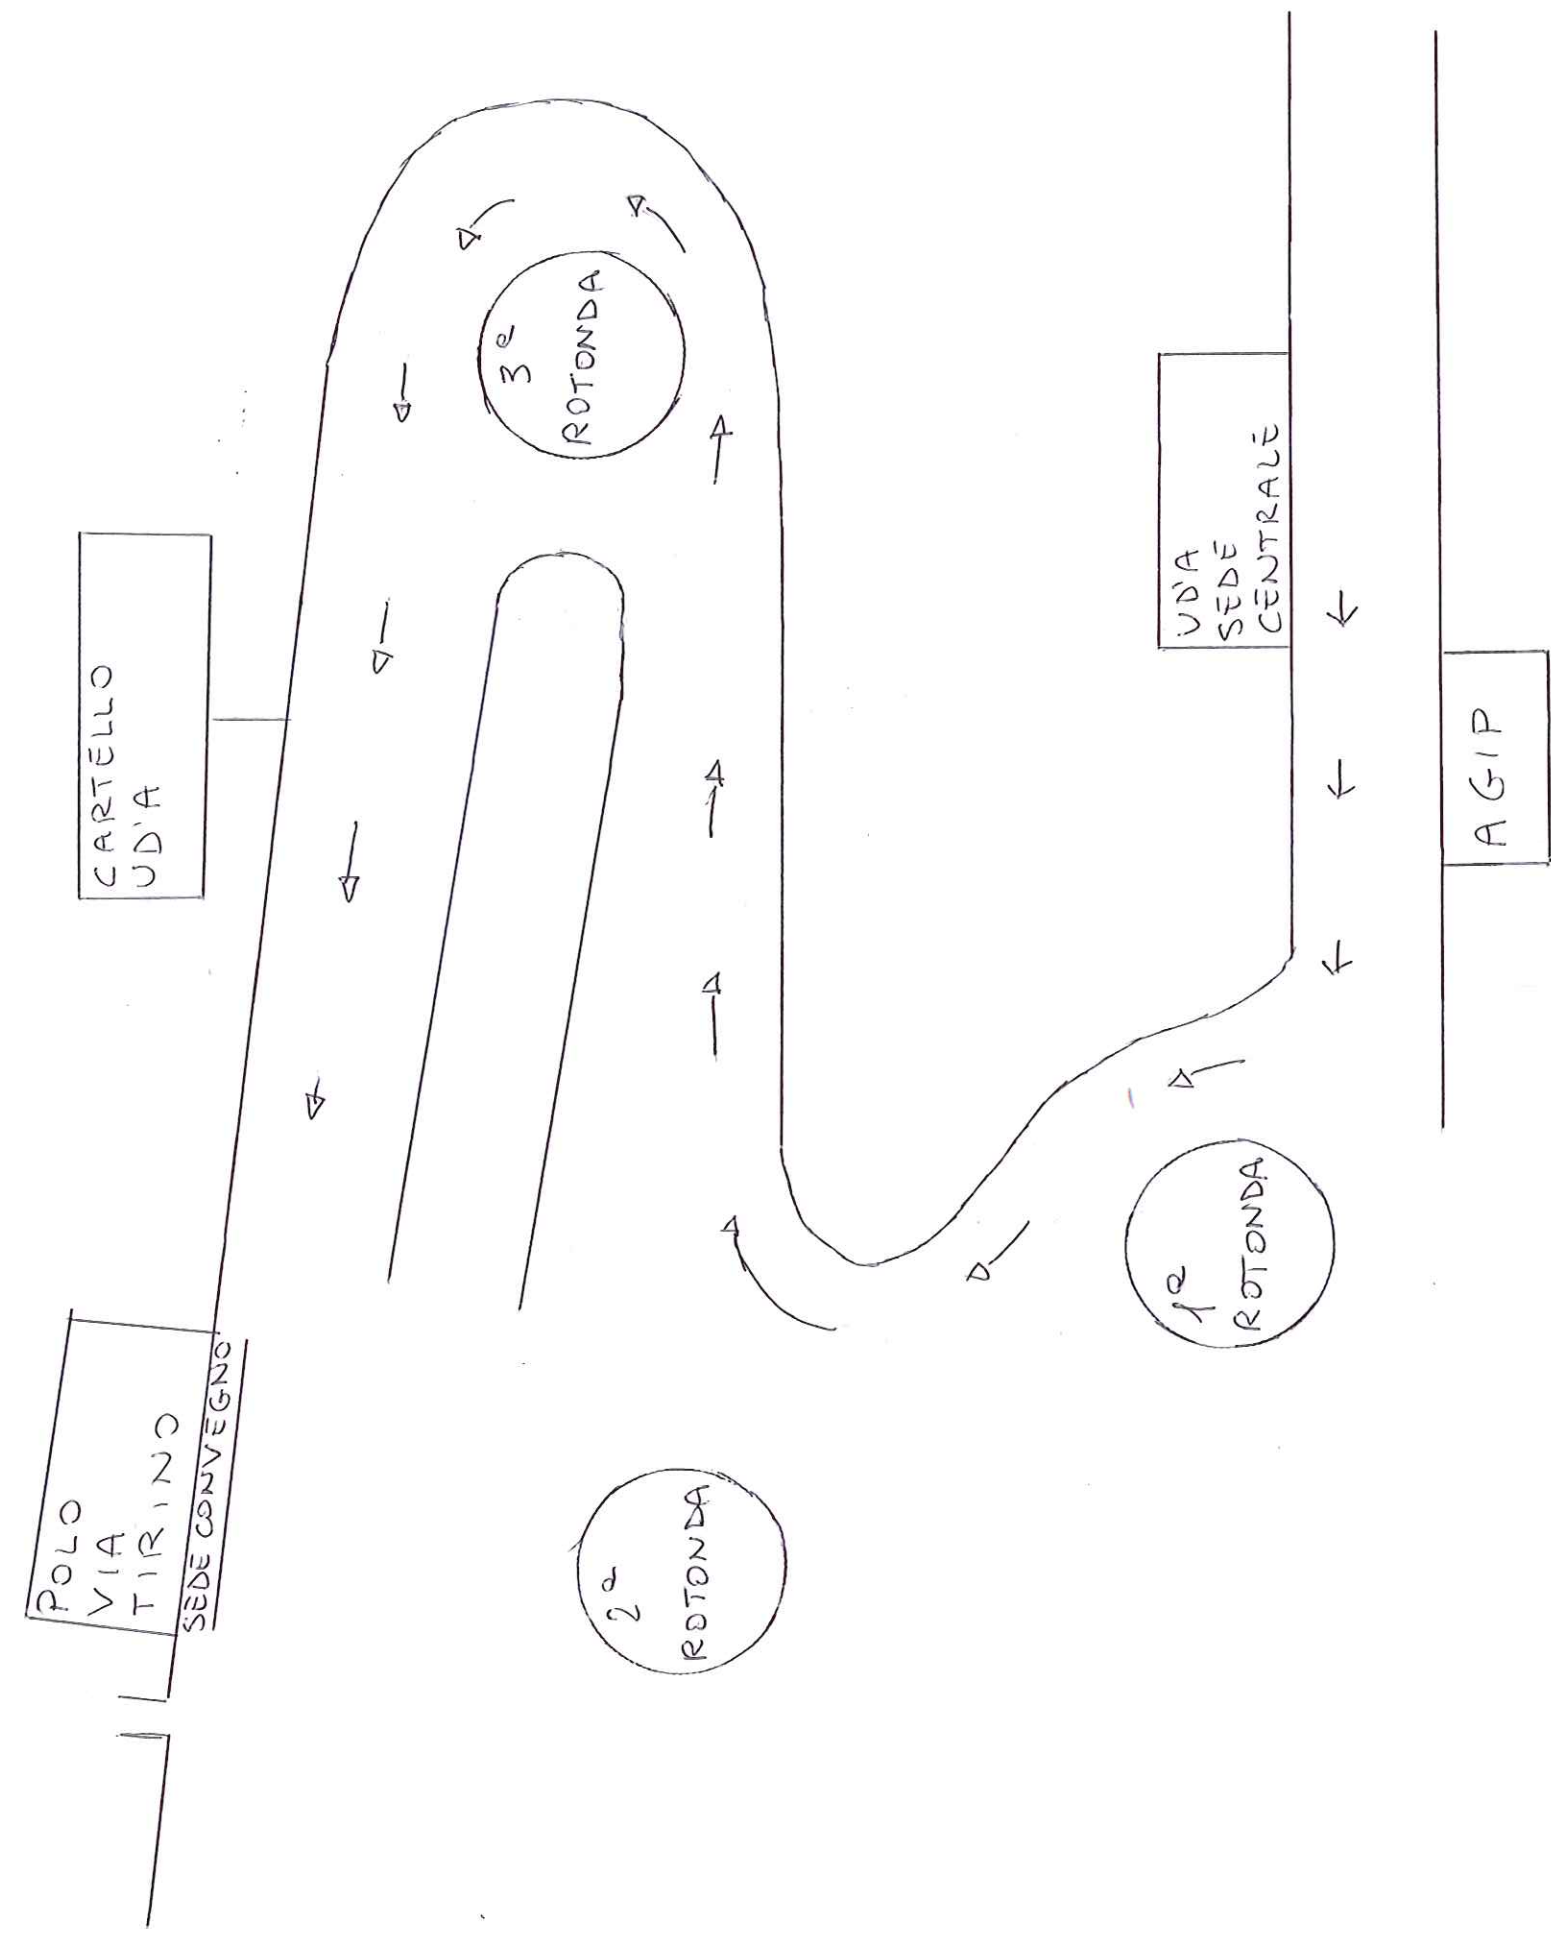 CARTELLO
UD'A
POLO
VIA
TIRINO
SEDE CONVEGNO
3ª
ROTONDA
2ª
ROTONDA
UD'A
SEDE
CENTRALE
1ª
ROTONDA
AGIP